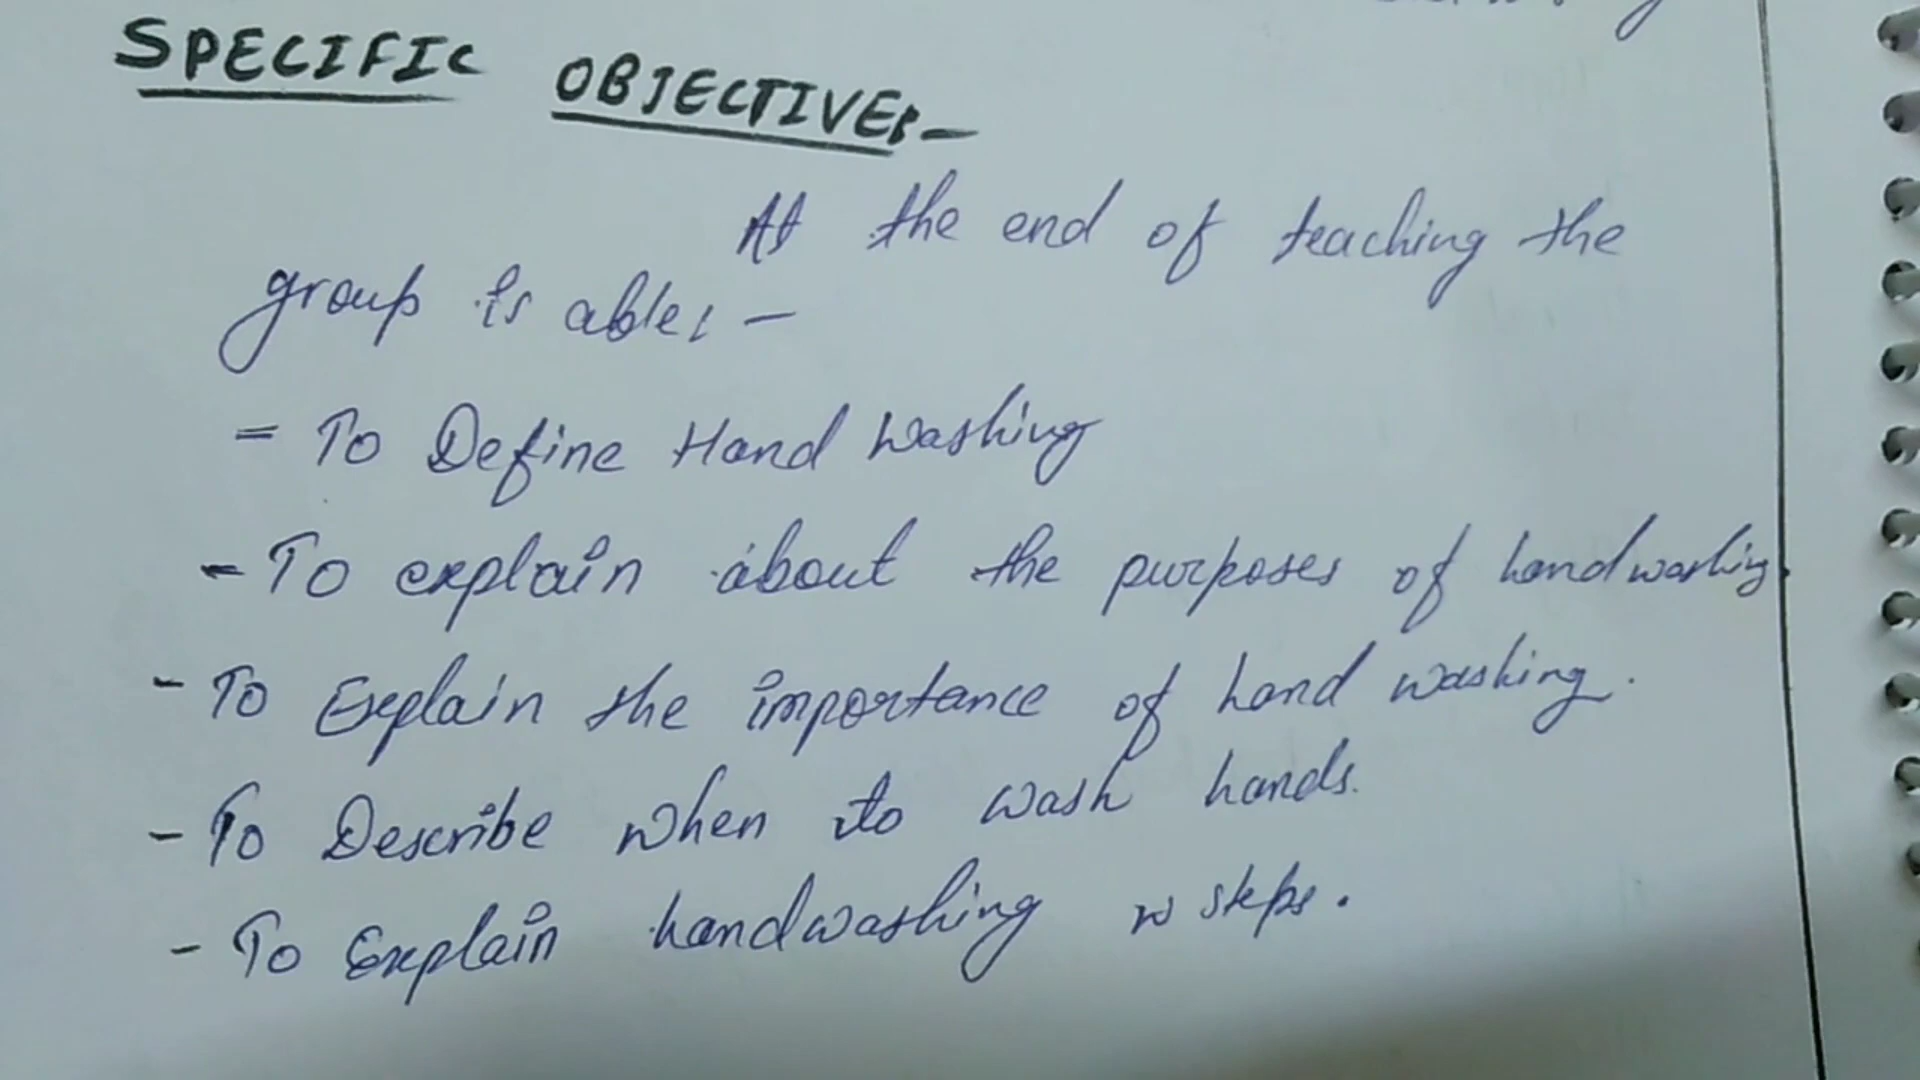 SPECIFIC OBJECTIVE:-
At the end of teaching the
group is able:-
= To Define Hand Washing
- To explain about the purposes of handwashing.
- To Explain the importance of hand washing.
- To Describe when to wash hands.
- To Explain handwashing w steps.